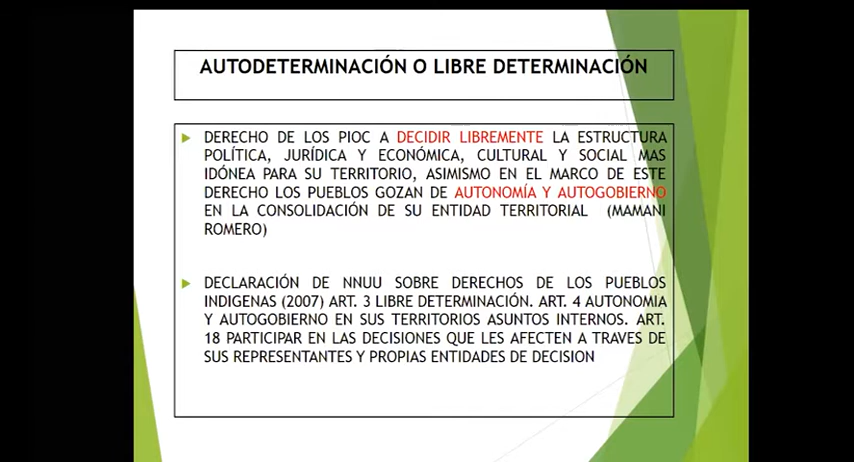 AUTODETERMINACIÓN O LIBRE DETERMINACIÓN
DERECHO DE LOS PIOC A DECIDIR LIBREMENTE LA ESTRUCTURA
POLÍTICA, JURÍDICA Y ECONÓMICA, CULTURAL Y SOCIAL MAS
IDÓNEA PARA SU TERRITORIO, ASIMISMO EN EL MARCO DE ESTE
DERECHO LOS PUEBLOS GOZAN DE AUTONOMÍA Y AUTOGOBIERNO
EN LA CONSOLIDACIÓN DE SU ENTIDAD TERRITORIAL (MAMANI
ROMERO)
DECLARACIÓN DE NNUU SOBRE DERECHOS DE LOS PUEBLOS
INDIGENAS (2007) ART. 3 LIBRE DETERMINACIÓN. ART. 4 AUTONOMIA
Y AUTOGOBIERNO EN SUS TERRITORIOS ASUNTOS INTERNOS. ART.
18 PARTICIPAR EN LAS DECISIONES QUE LES AFECTEN A TRAVES DE
SUS REPRESENTANTES Y PROPIAS ENTIDADES DE DECISION